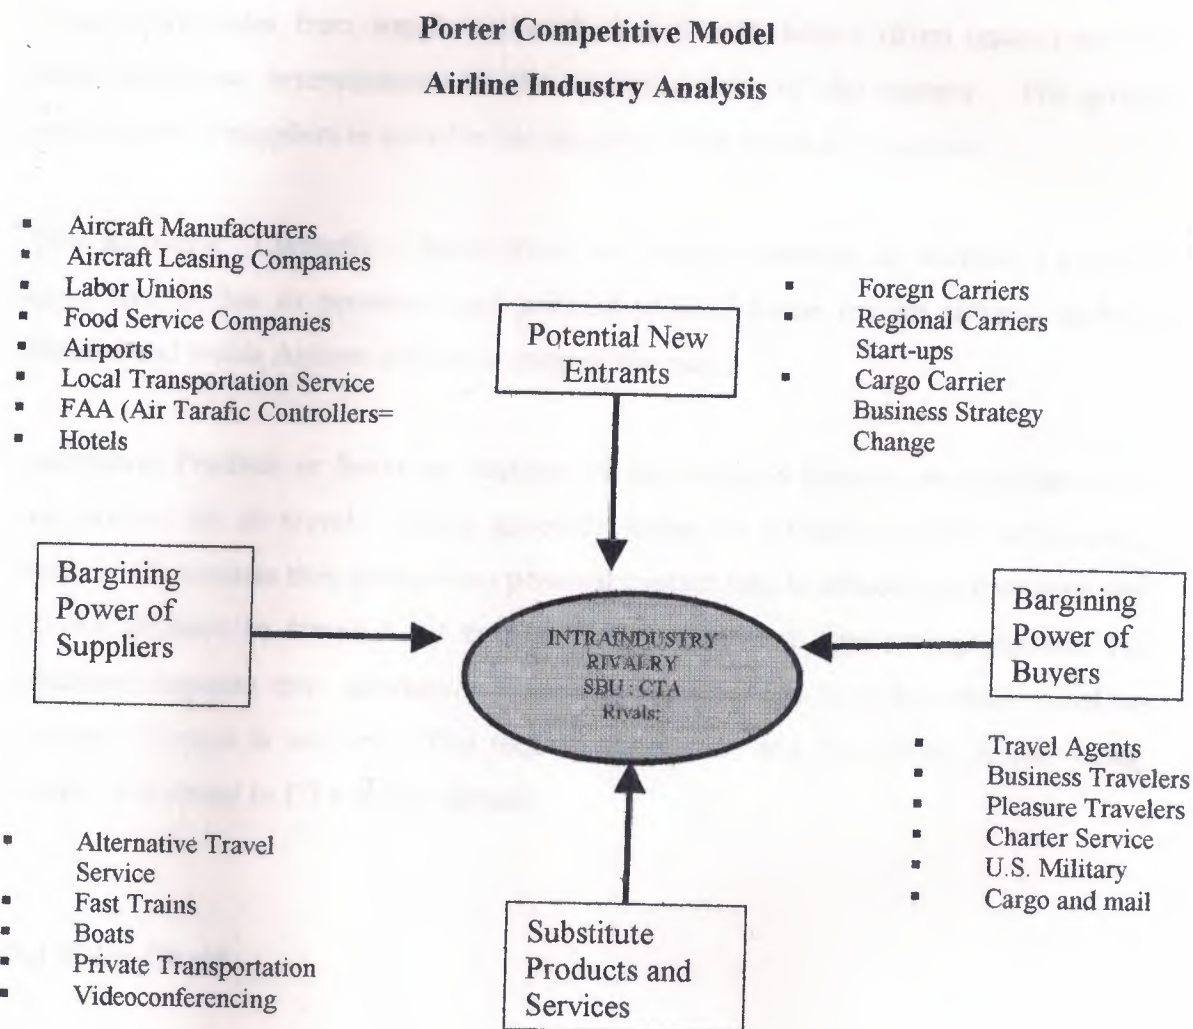 Porter Competitive Model
Airline Industry Analysis
Aircraft Manufacturers
Aircraft Leasing Companies
Labor Unions
Food Service Companies
Airports
Local Transportation Service
FAA (Air Tarafic Controllers=
Hotels
Potential New
Entrants
Foregn Carriers
Regional Carriers
Start-ups
Cargo Carrier
Business Strategy
Change
Bargining
Power of
Suppliers
INTRAINDUSTRY
RIVALRY
SBU : CTA
Rivals:
Bargining
Power of
Buyers
Travel Agents
Business Travelers
Pleasure Travelers
Charter Service
U.S. Military
Cargo and mail
Alternative Travel
Service
Fast Trains
Boats
Private Transportation
Videoconferencing
Substitute
Products and
Services